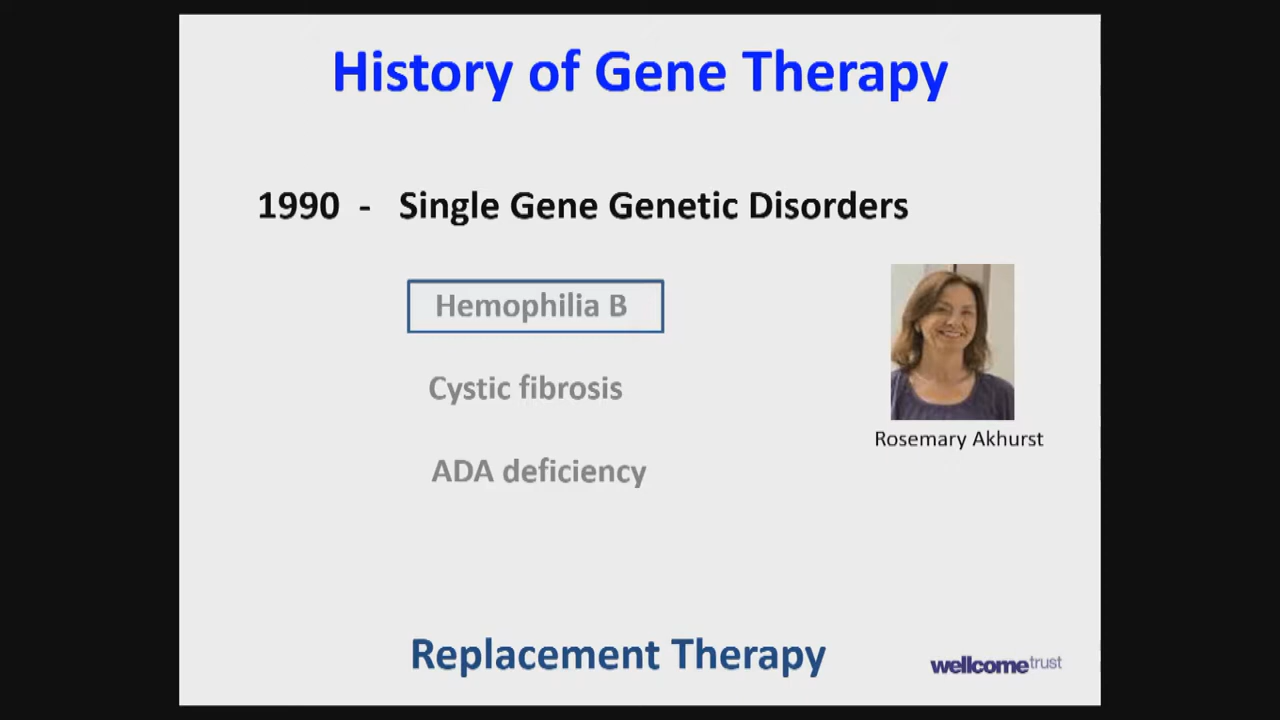 History of Gene Therapy
1990 - Single Gene Genetic Disorders
Hemophilia B
Cystic fibrosis
Rosemary Akhurst
ADA deficiency
Replacement Therapy
wellcometrust